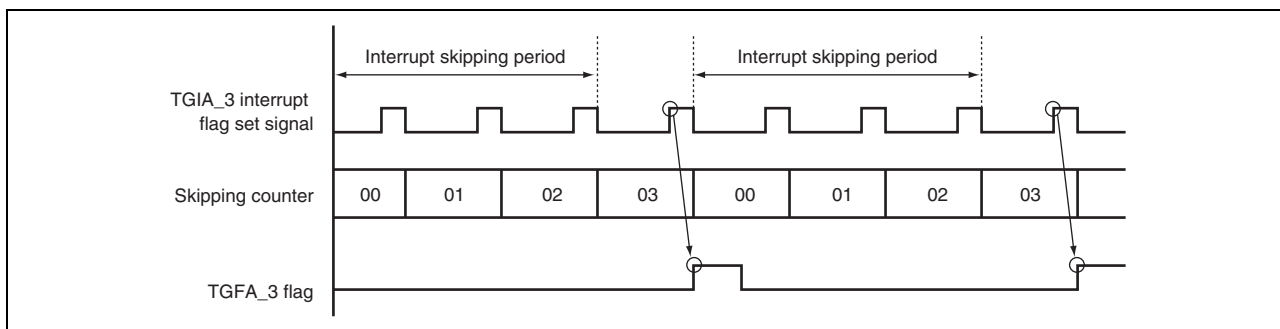 Interrupt skipping period Interrupt skipping period
TGIA_3 interrupt
flag set signal
Skipping counter 00 01 02 03 00 01 02 03
TGFA_3 flag